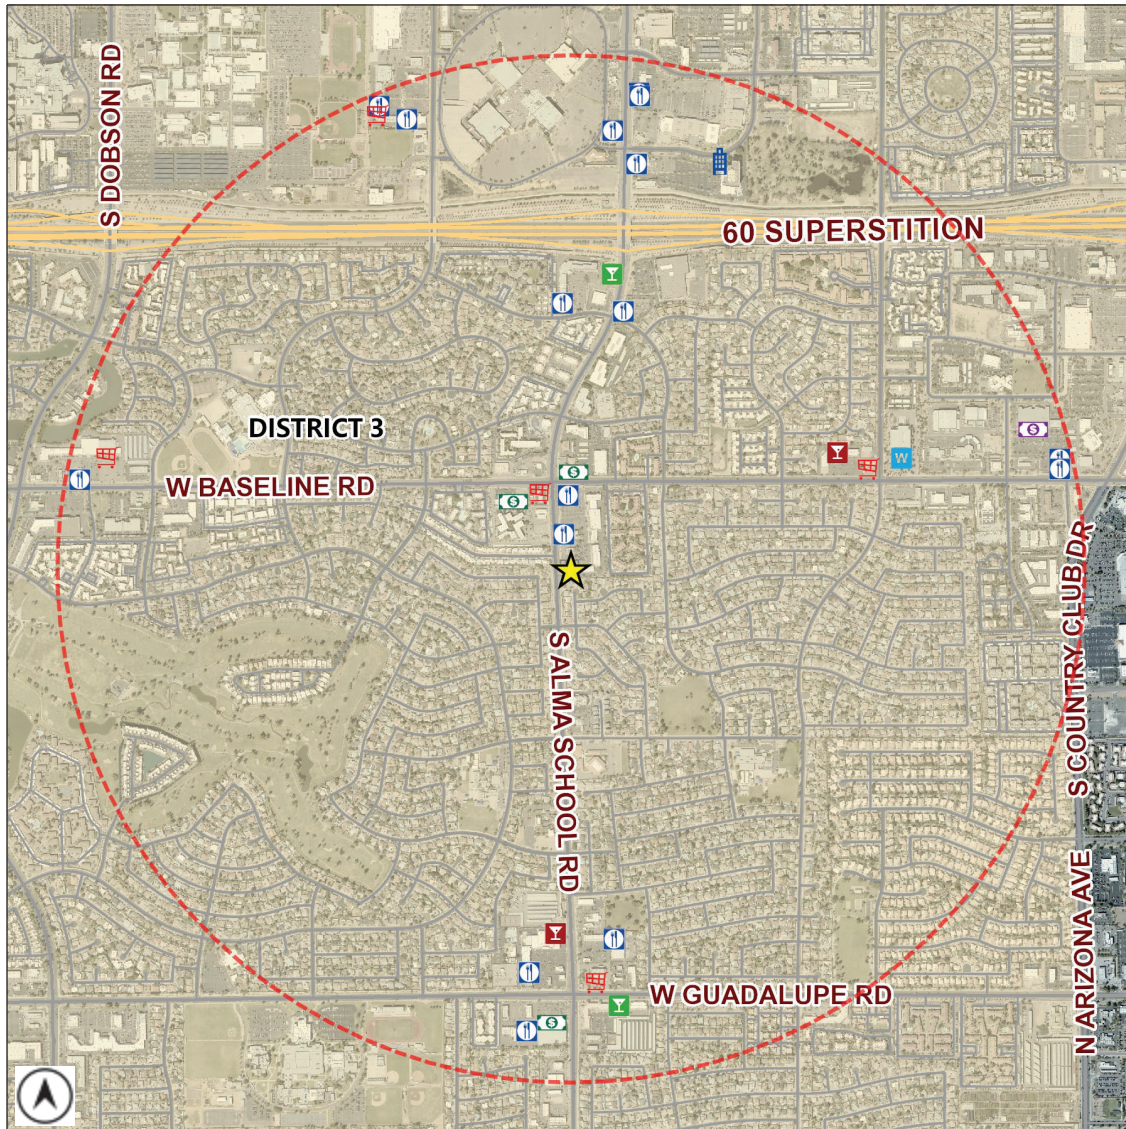 S DOBSON RD
60 SUPERSTITION
DISTRICT 3
W BASELINE RD
W
S COUNTRY CLUB DR
S ALMA SCHOOL RD
N ARIZONA AVE
W GUADALUPE RD